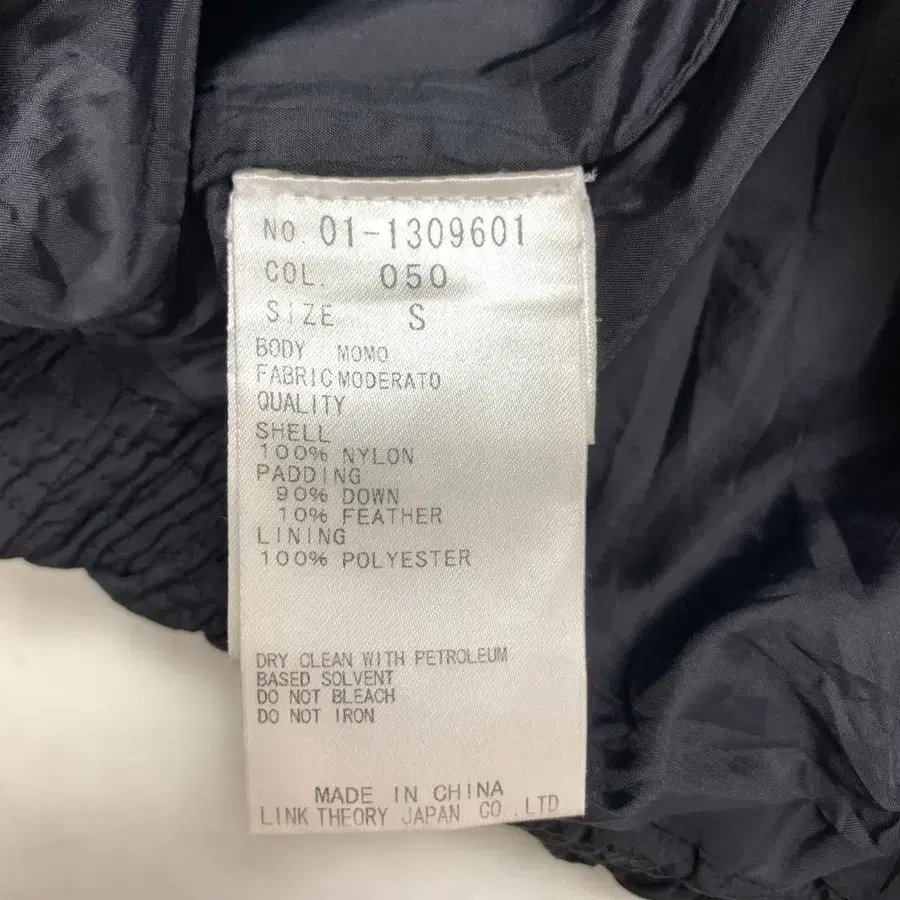 NO. 01-1309601
COL. 050
SIZE S
BODY MOMO
FABRIC MODERATO
QUALITY
SHELL
100% NYLON
PADDING
90% DOWN
10% FEATHER
LINING
100% POLYESTER
DRY CLEAN WITH PETROLEUM
BASED SOLVENT
DO NOT BLEACH
DO NOT IRON
MADE IN CHINA
LINK THEORY JAPAN CO.,LTD